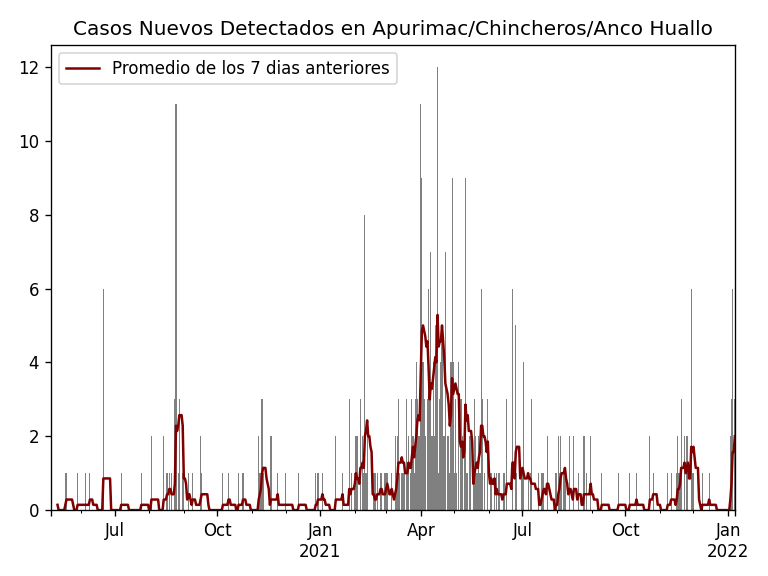 Casos Nuevos Detectados en Apurimac/Chincheros/Anco Huallo
Promedio de los 7 dias anteriores
12
10
8
6
4
2
0
Jul
Oct
Jan
2021
Apr
Jul
Oct
Jan
2022